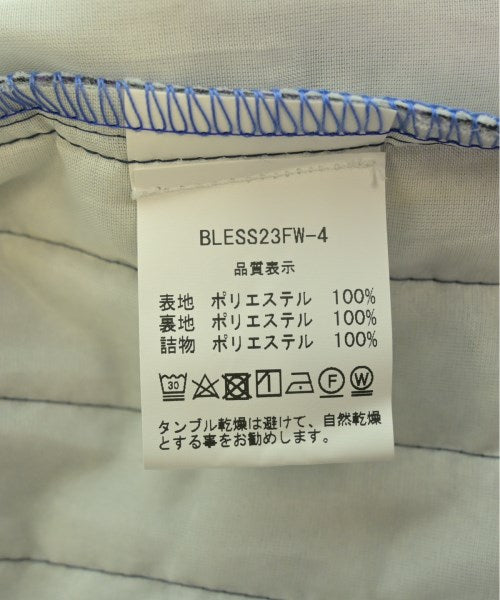 BLESS23FW-4
品質表示
表地 ポリエステル 100%
裏地 ポリエステル 100%
詰物 ポリエステル 100%
30 F W
タンブル乾燥は避けて、自然乾燥
とする事をお勧めします。